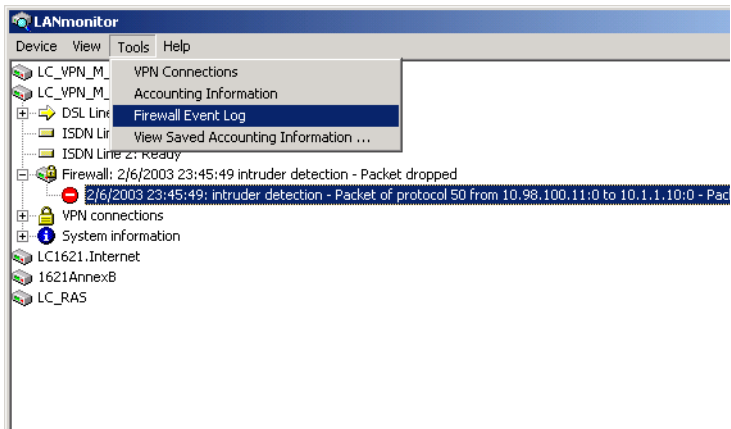 LANmonitor
Device View Tools Help
LC_VPN_M_
VPN Connections
LC_VPN_M_
Accounting Information
DSL Line
Firewall Event Log
ISDN Lin
View Saved Accounting Information ...
ISDN Line 2: Ready
Firewall: 2/6/2003 23:45:49 intruder detection - Packet dropped
2/6/2003 23:45:49: intruder detection - Packet of protocol 50 from 10.98.100.11:0 to 10.1.1.10:0 - Pac
VPN connections
System information
LC1621.Internet
1621AnnexB
LC_RAS